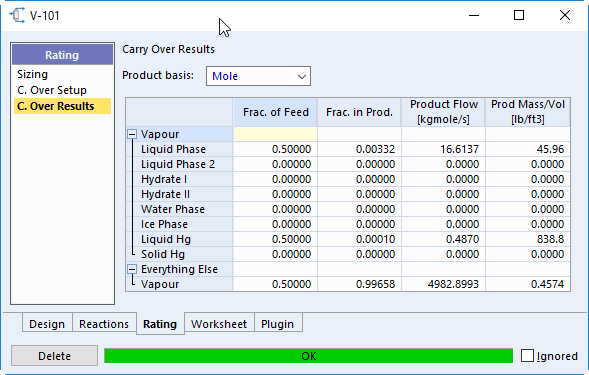 V-101
Rating
Sizing
C. Over Setup
C. Over Results
Carry Over Results
Product basis: Mole
Frac. of Feed Frac. in Prod. Product Flow [kgmole/s] Prod Mass/Vol [lb/ft3]
Vapour
Liquid Phase 0.50000 0.00332 16.6137 45.96
Liquid Phase 2 0.00000 0.00000 0.0000 0.0000
Hydrate I 0.00000 0.00000 0.0000 0.0000
Hydrate II 0.00000 0.00000 0.0000 0.0000
Water Phase 0.00000 0.00000 0.0000 0.0000
Ice Phase 0.00000 0.00000 0.0000 0.0000
Liquid Hg 0.50000 0.00010 0.4870 838.8
Solid Hg 0.00000 0.00000 0.0000 0.0000
Everything Else
Vapour 0.50000 0.99658 4982.8993 0.4574
Design Reactions Rating Worksheet Plugin
Delete OK Ignored